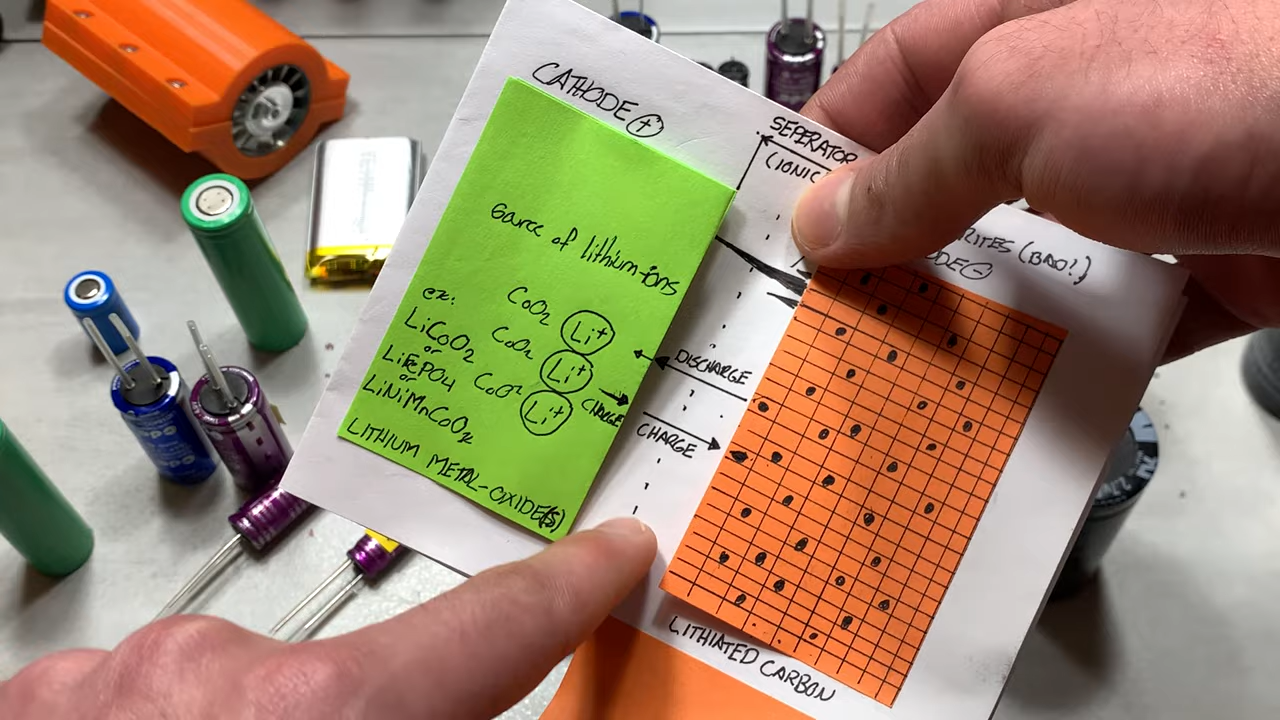 CATHODE +
Source of lithium-ions
ex:
LiCoO2
or
LiFePO4
or
LiNiMnCoO2
CoO2 Li+
CoO2 Li+
CoO2 Li+
CHARGE
LITHIUM METAL-OXIDE(S)
SEPERATOR
(IONIC
DISCHARGE
CHARGE
RITES (BAD!)
ODE -
LITHIATED CARBON